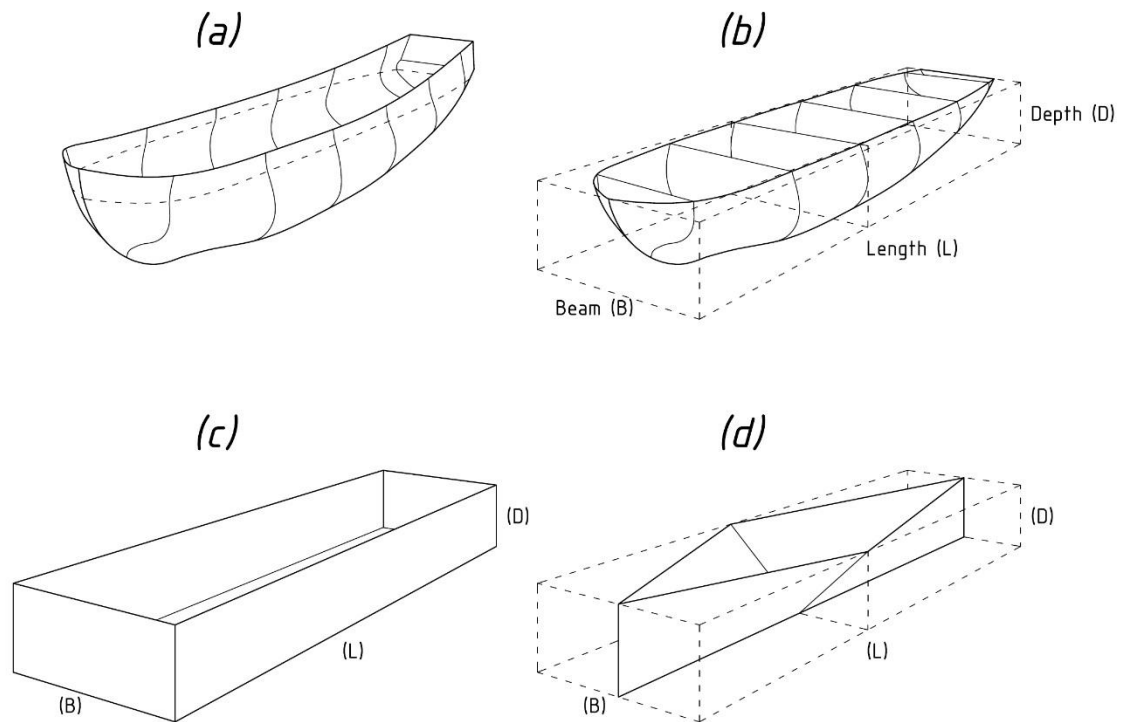 (a)
(b)
Depth (D)
Length (L)
Beam (B)
(c)
(d)
(D)
(D)
(L)
(L)
(B)
(B)